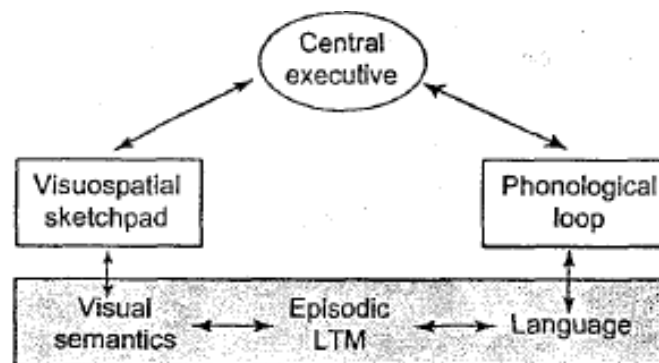 Central
executive
Visuospatial
sketchpad
Phonological
loop
Visual
semantics
Episodic
LTM
Language